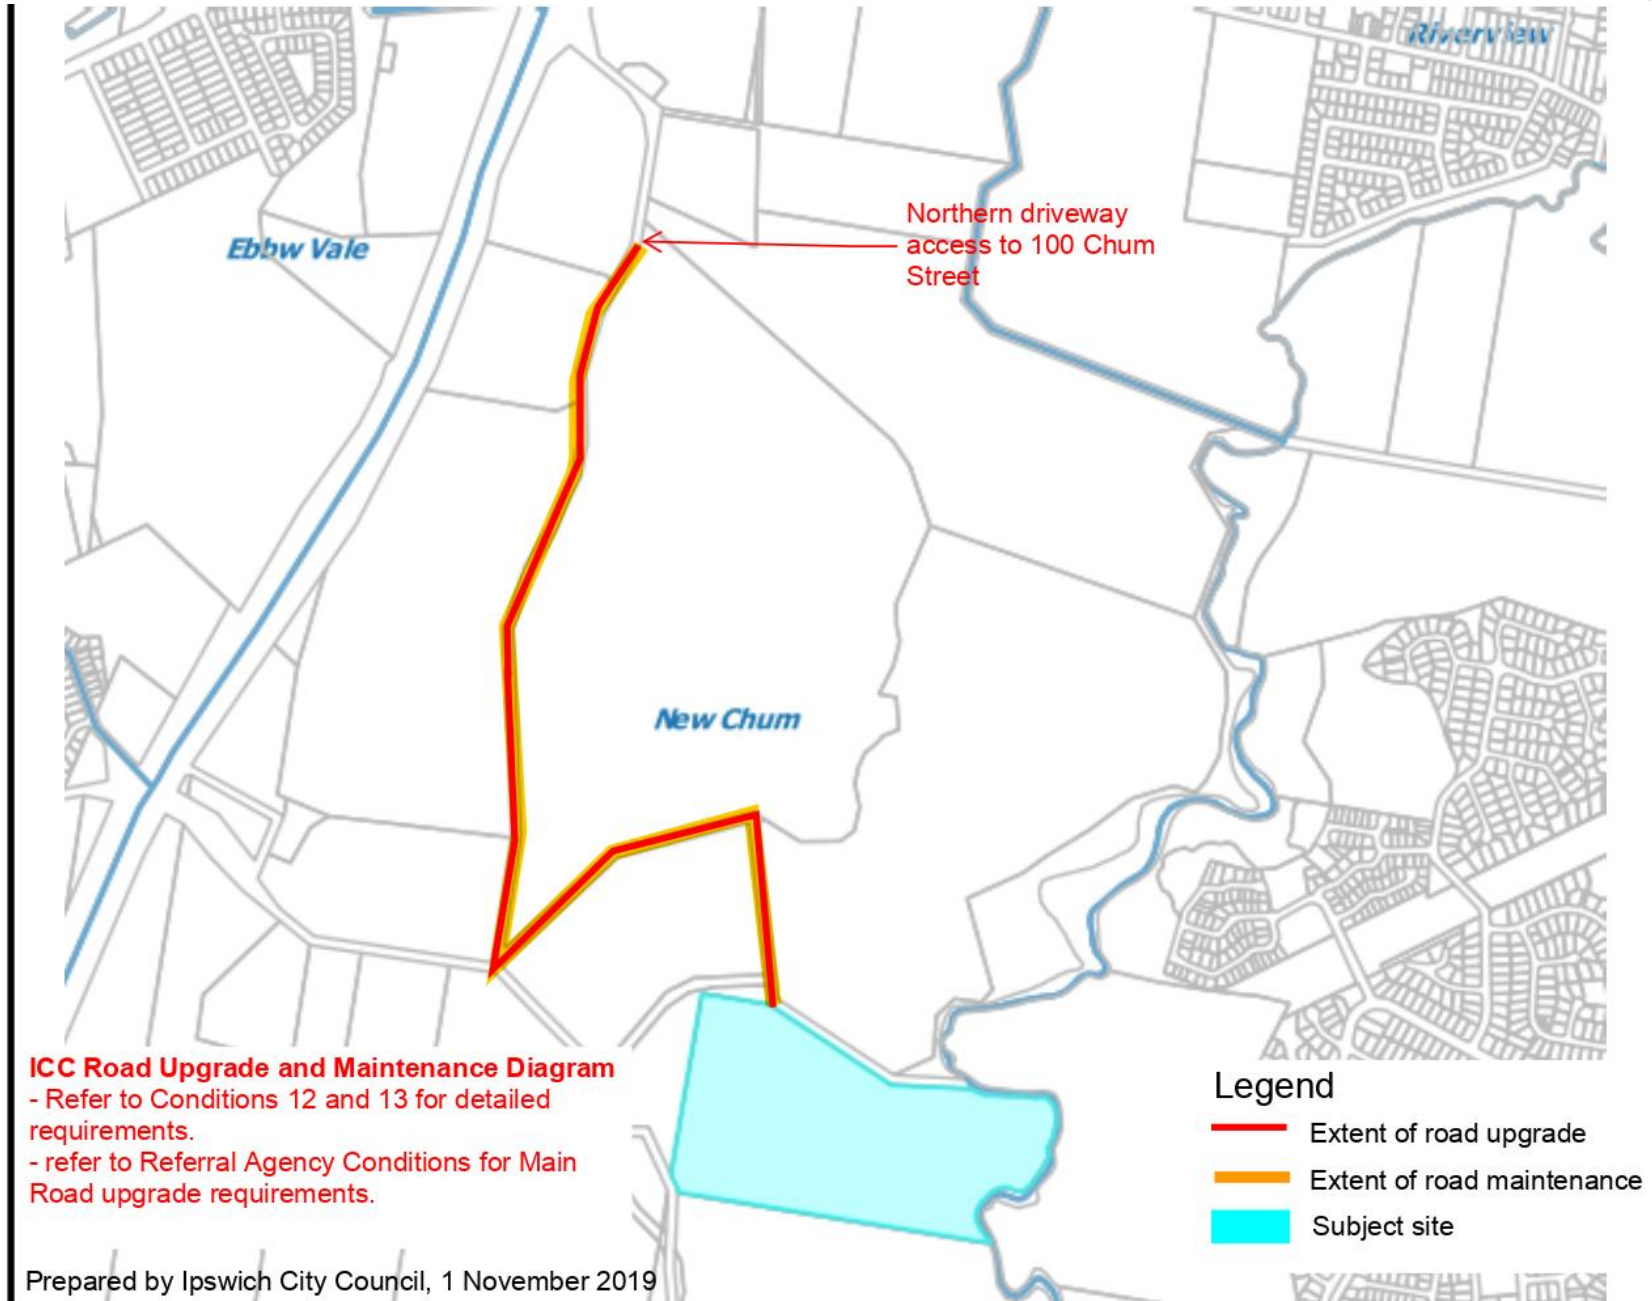 Riverview
Ebbw Vale
Northern driveway
access to 100 Chum
Street
New Chum
ICC Road Upgrade and Maintenance Diagram
- Refer to Conditions 12 and 13 for detailed
requirements.
- refer to Referral Agency Conditions for Main
Road upgrade requirements.
Legend
Extent of road upgrade
Extent of road maintenance
Subject site
Prepared by Ipswich City Council, 1 November 2019